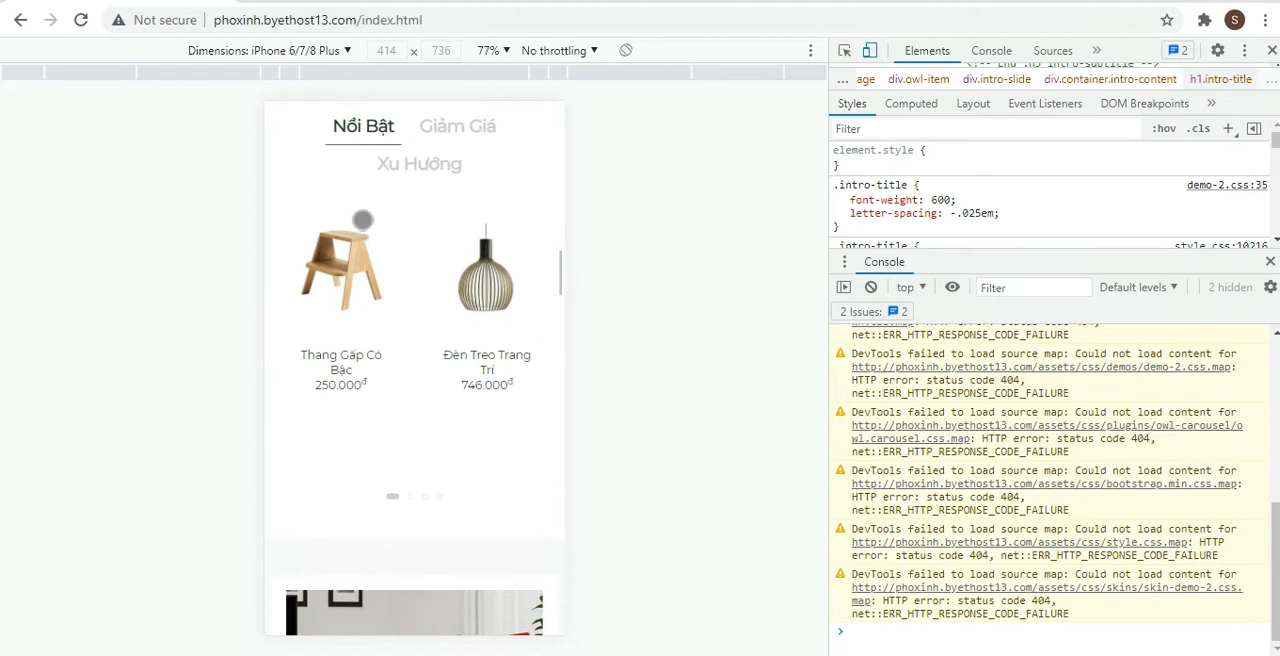 Not secure phoxinh.byethost13.com/index.html S
Dimensions: iPhone 6/7/8 Plus ▼ 414 × 736 77% ▼ No throttling ▼
Elements Console Sources » 2
... age div.owl-item div.intro-slide div.container.intro-content h1.intro-title ...
Styles Computed Layout Event Listeners DOM Breakpoints »
Filter :hov .cls +
element.style {
}
.intro-title { demo-2.css:35
font-weight: 600;
letter-spacing: -.025em;
}
.intro-title { style.css:10216
Console
top ▼ Filter Default levels ▼ 2 hidden
2 Issues: 2
net::ERR_HTTP_RESPONSE_CODE_FAILURE
DevTools failed to load source map: Could not load content for
http://phoxinh.byethost13.com/assets/css/demos/demo-2.css.map:
HTTP error: status code 404,
net::ERR_HTTP_RESPONSE_CODE_FAILURE
DevTools failed to load source map: Could not load content for
http://phoxinh.byethost13.com/assets/css/plugins/owl-carousel/o
wl.carousel.css.map: HTTP error: status code 404,
net::ERR_HTTP_RESPONSE_CODE_FAILURE
DevTools failed to load source map: Could not load content for
http://phoxinh.byethost13.com/assets/css/bootstrap.min.css.map:
HTTP error: status code 404,
net::ERR_HTTP_RESPONSE_CODE_FAILURE
DevTools failed to load source map: Could not load content for
http://phoxinh.byethost13.com/assets/css/style.css.map: HTTP
error: status code 404, net::ERR_HTTP_RESPONSE_CODE_FAILURE
DevTools failed to load source map: Could not load content for
http://phoxinh.byethost13.com/assets/css/skins/skin-demo-2.css.
map: HTTP error: status code 404,
net::ERR_HTTP_RESPONSE_CODE_FAILURE
Nổi Bật Giảm Giá
Xu Hướng
Thang Gấp Có
Bậc
250.000đ
Đèn Treo Trang
Trí
746.000đ